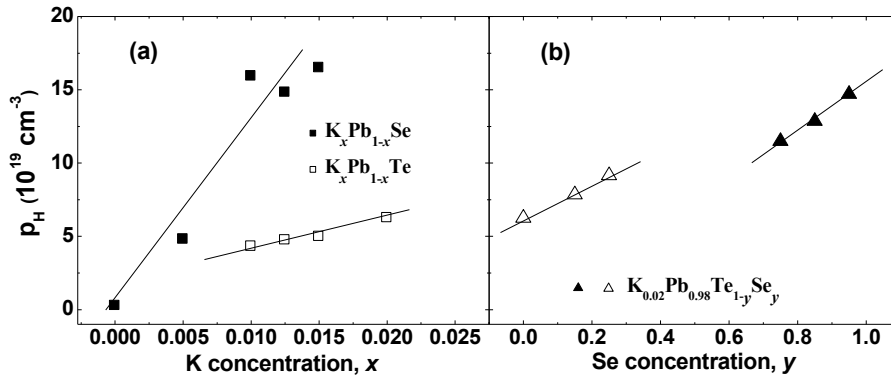 (a)
(b)
20
15
10
5
0
p_H (10^19 cm^-3)
■ K_xPb_1-xSe
□ K_xPb_1-xTe
▲ △ K_0.02Pb_0.98Te_1-ySe_y
0.000 0.005 0.010 0.015 0.020 0.025
0.0 0.2 0.4 0.6 0.8 1.0
K concentration, x
Se concentration, y